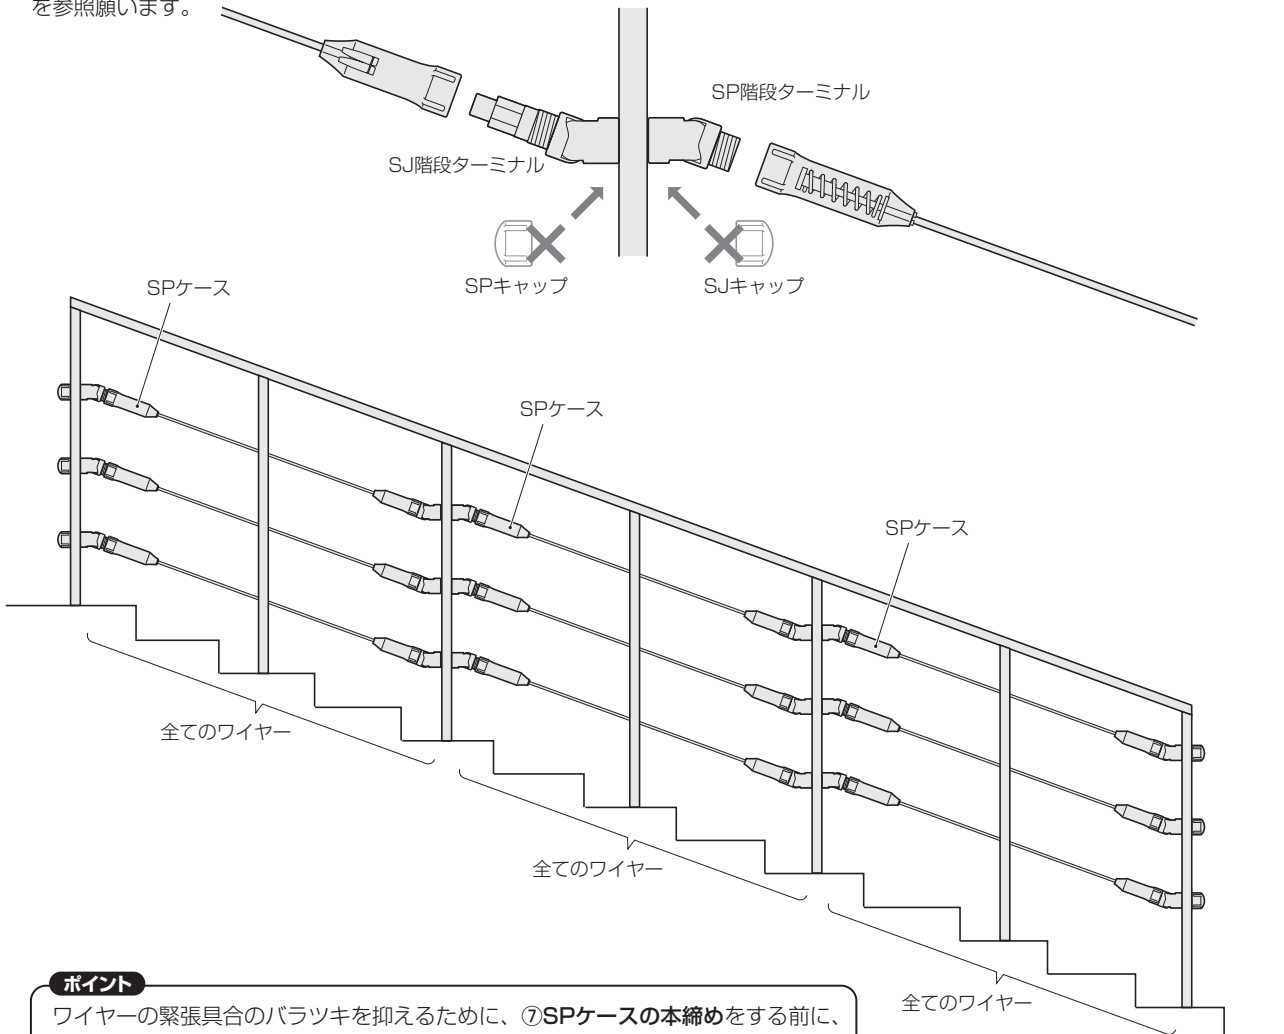 を参照願います。
SP階段ターミナル
SJ階段ターミナル
SPキャップ
SJキャップ
SPケース
SPケース
SPケース
全てのワイヤー
全てのワイヤー
全てのワイヤー
ポイント
ワイヤーの緊張具合のバラツキを抑えるために、⑦SPケースの本締めをする前に、